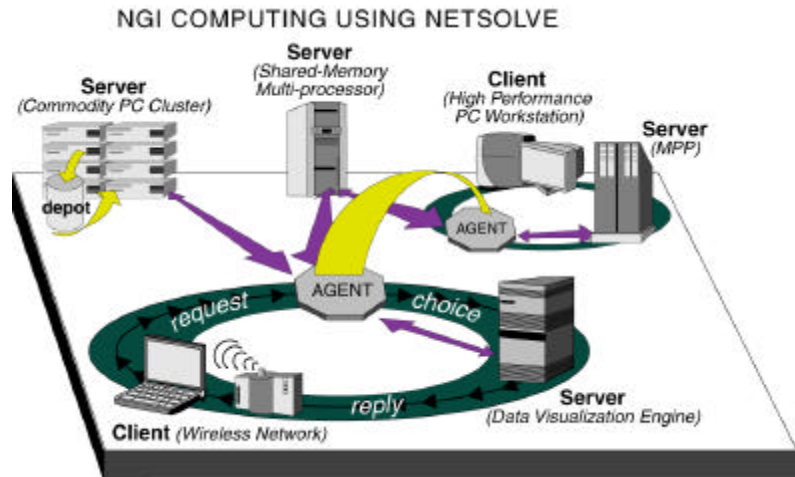 NGI COMPUTING USING NETSOLVE
Server
(Shared-Memory
Multi-processor)
Server
(Commodity PC Cluster)
Client
(High Performance
PC Workstation)
Server
(MPP)
depot
AGENT
AGENT
request
choice
reply
Server
(Data Visualization Engine)
Client (Wireless Network)